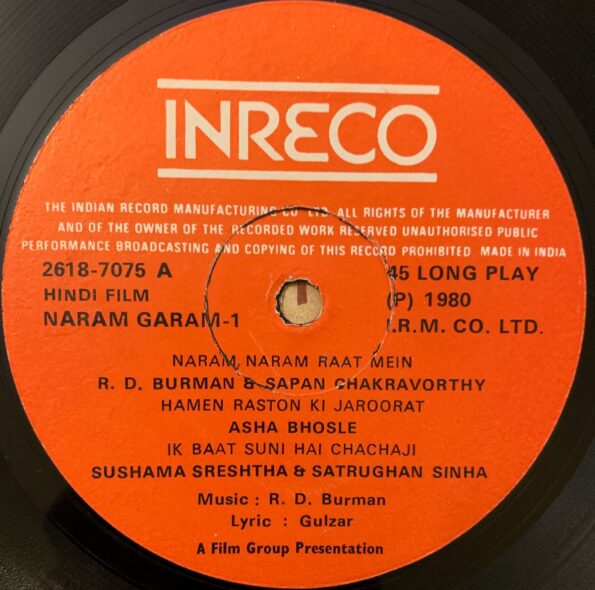 INRECO
THE INDIAN RECORD MANUFACTURING CO LTD. ALL RIGHTS OF THE MANUFACTURER
AND OF THE OWNER OF THE RECORDED WORK RESERVED UNAUTHORISED PUBLIC
PERFORMANCE BROADCASTING AND COPYING OF THIS RECORD PROHIBITED. MADE IN INDIA
2618-7075 A 45 LONG PLAY
HINDI FILM (P) 1980
NARAM GARAM-1 I.R.M. CO. LTD.
NARAM NARAM RAAT MEIN
R. D. BURMAN & SAPAN CHAKRAVORTHY
HAMEN RASTON KI JAROORAT
ASHA BHOSLE
IK BAAT SUNI HAI CHACHAJI
SUSHAMA SRESHTHA & SATRUGHAN SINHA
Music : R. D. Burman
Lyric : Gulzar
A Film Group Presentation